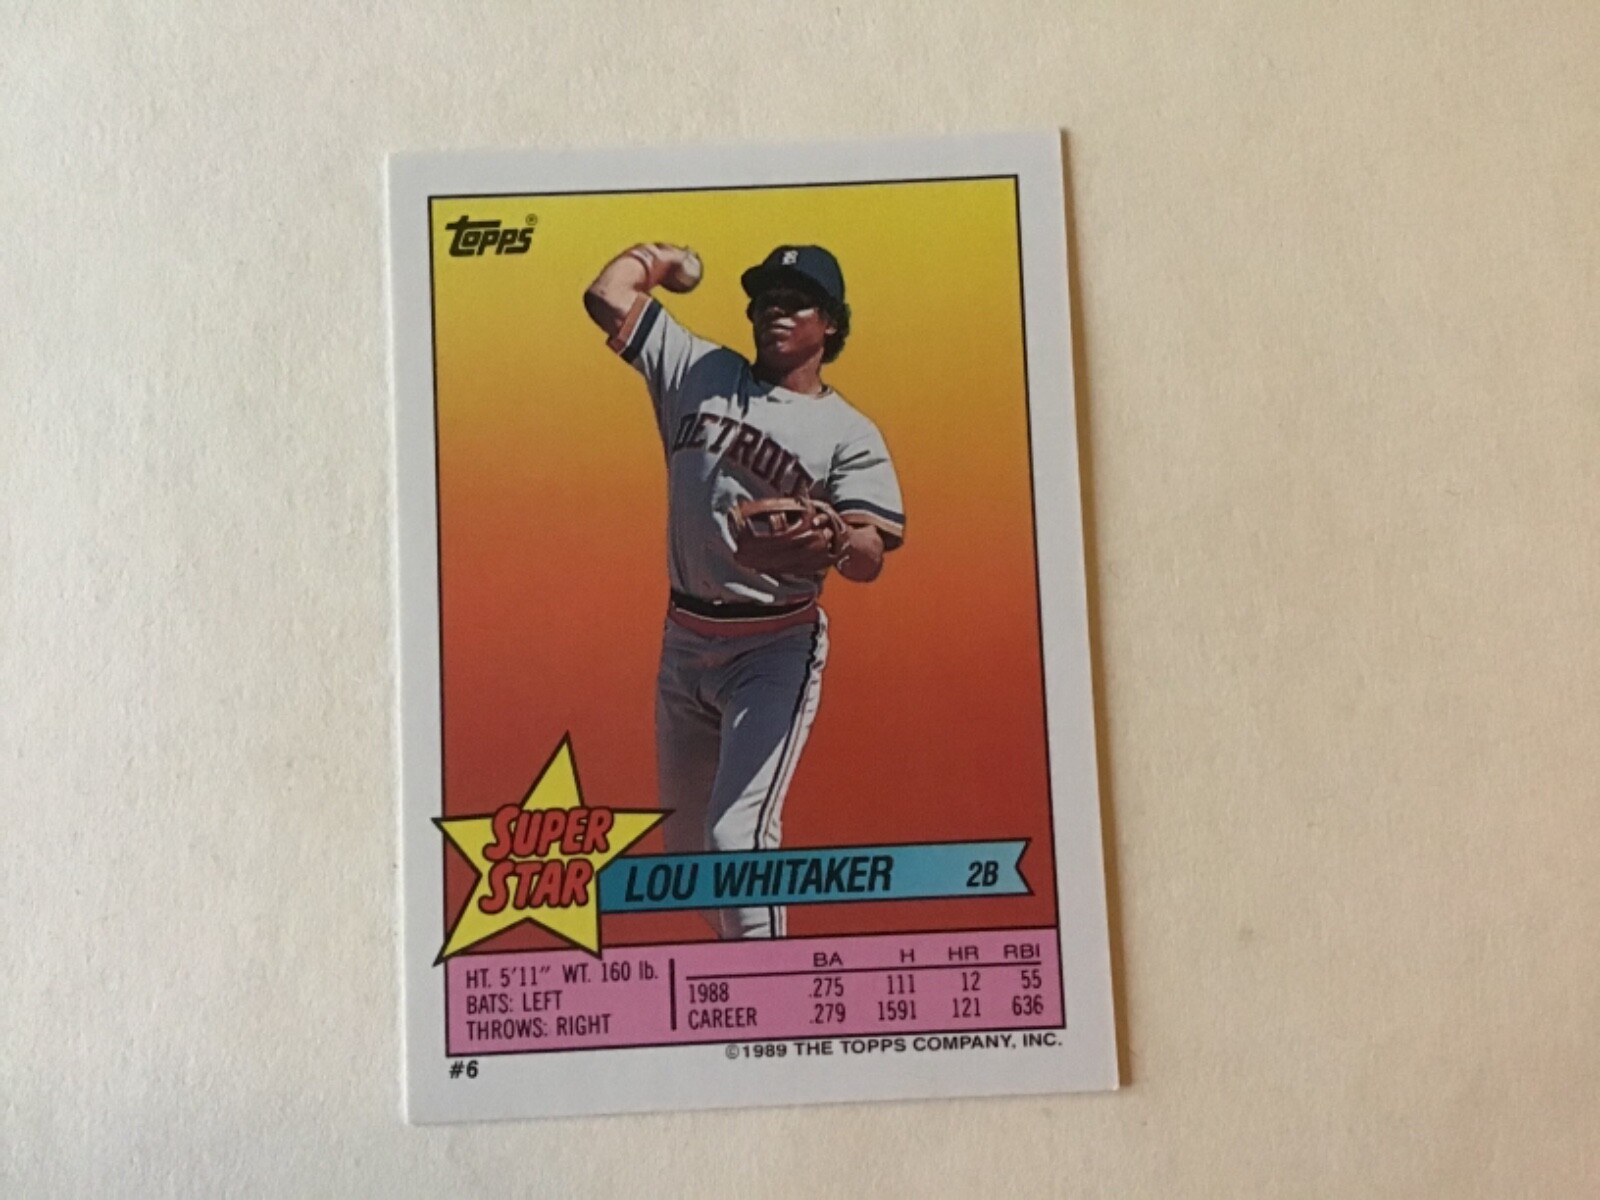 topps®
DETROIT
SUPER
STAR
LOU WHITAKER 2B
HT. 5'11" WT. 160 lb.
BATS: LEFT
THROWS: RIGHT
BA H HR RBI
1988 .275 111 12 55
CAREER .279 1591 121 636
©1989 THE TOPPS COMPANY, INC.
#6